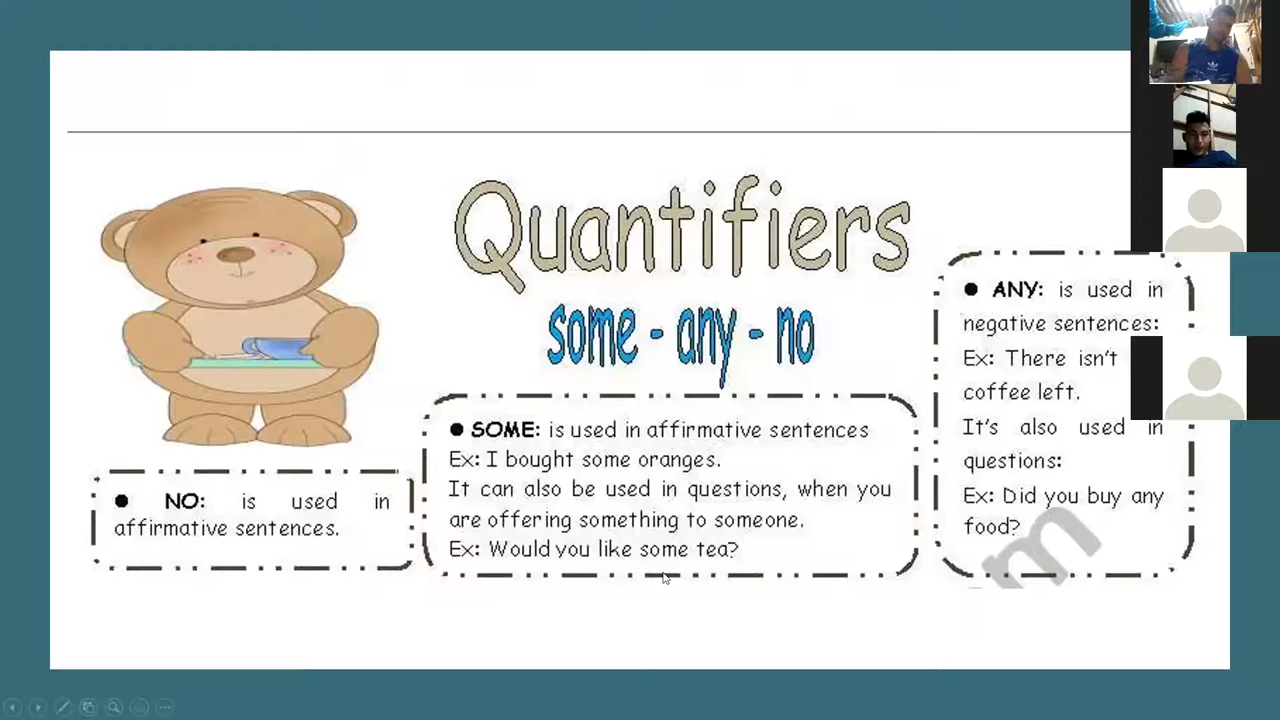 Quantifiers
some - any - no
● NO: is used in
affirmative sentences.
● SOME: is used in affirmative sentences
Ex: I bought some oranges.
It can also be used in questions, when you
are offering something to someone.
Ex: Would you like some tea?
● ANY: is used in
negative sentences:
Ex: There isn't
coffee left.
It's also used in
questions:
Ex: Did you buy any
food?
m